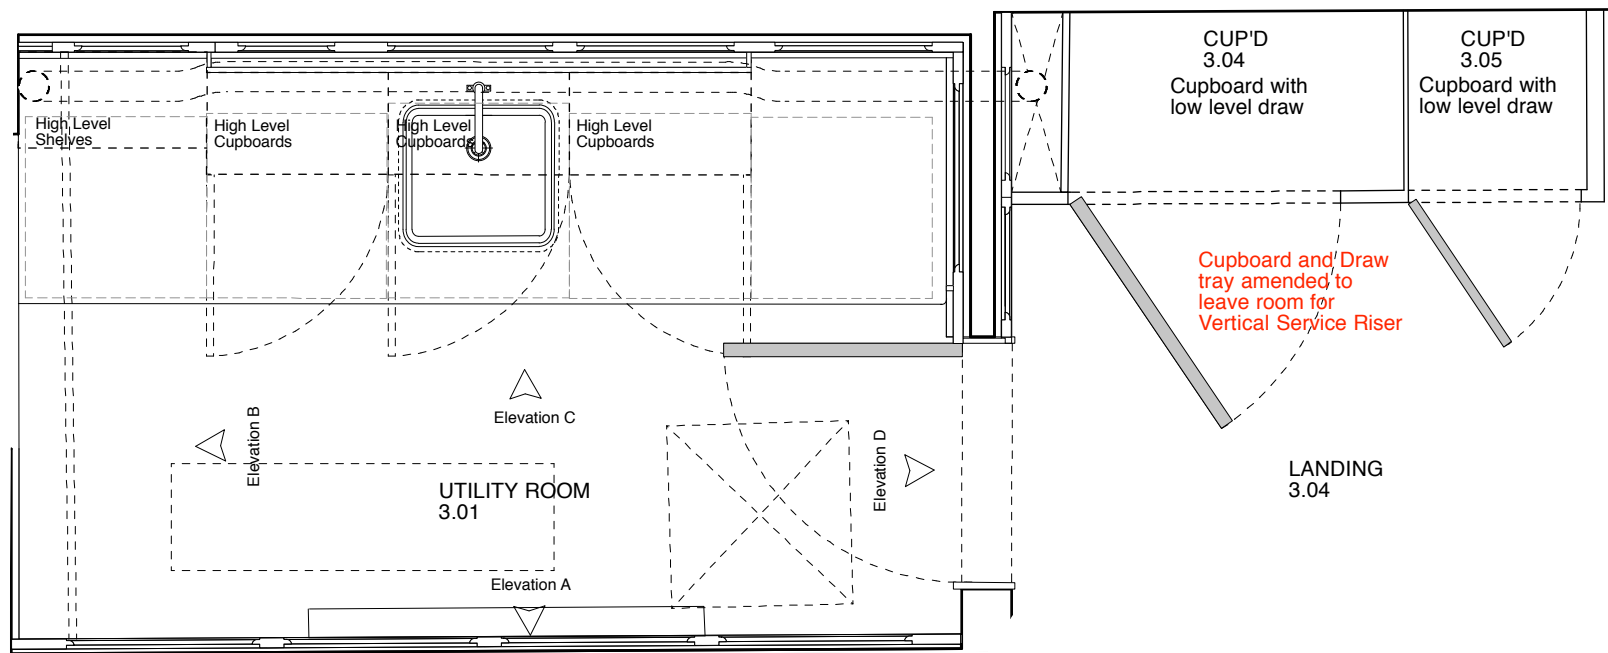 High Level
Shelves
High Level
Cupboards
High Level
Cupboards
High Level
Cupboards
CUP'D
3.04
Cupboard with
low level draw
CUP'D
3.05
Cupboard with
low level draw
Cupboard and Draw
tray amended to
leave room for
Vertical Service Riser
Elevation C
Elevation B
Elevation D
UTILITY ROOM
3.01
LANDING
3.04
Elevation A